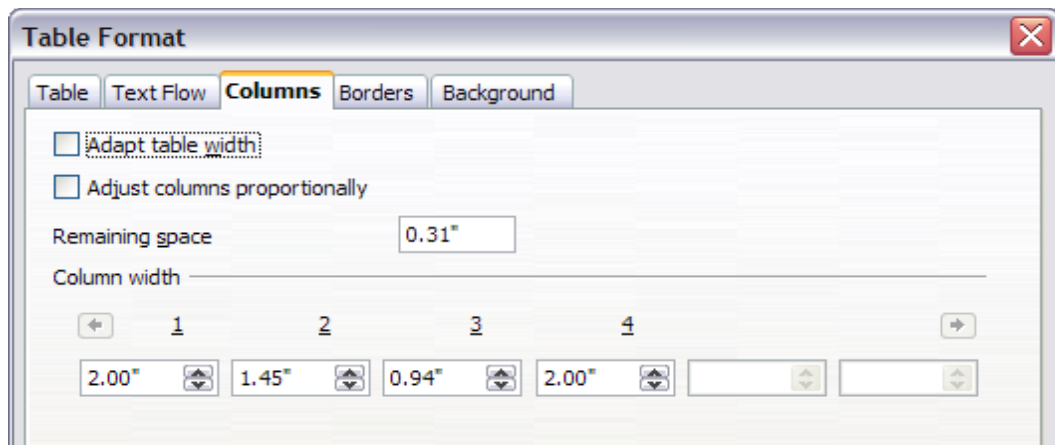 Table Format
Table Text Flow Columns Borders Background
Adapt table width
Adjust columns proportionally
Remaining space 0.31"
Column width
1 2 3 4
2.00" 1.45" 0.94" 2.00"